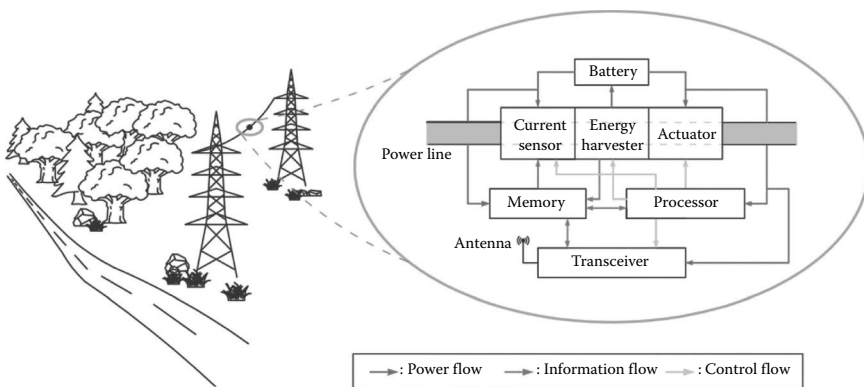 Battery
Current
sensor
Energy
harvester
Actuator
Power line
Memory
Processor
Antenna
Transceiver
: Power flow
: Information flow
: Control flow